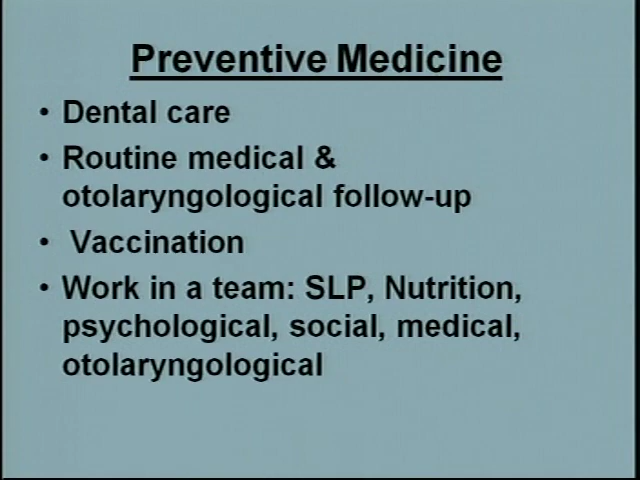 Preventive Medicine
• Dental care
• Routine medical &
otolaryngological follow-up
• Vaccination
• Work in a team: SLP, Nutrition,
psychological, social, medical,
otolaryngological